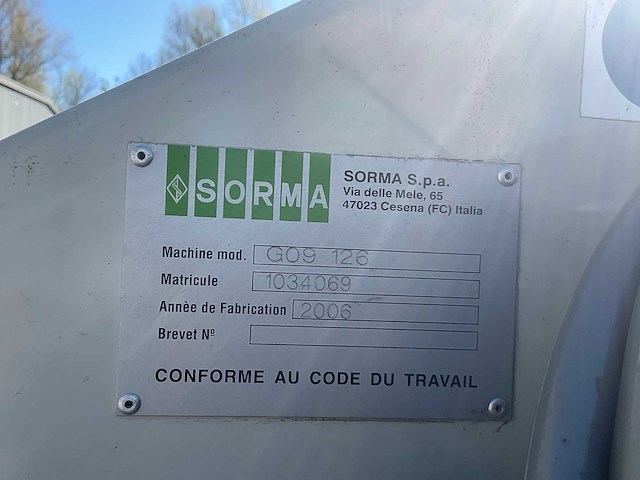 SORMA
SORMA S.p.a.
Via delle Mele, 65
47023 Cesena (FC) Italia
Machine mod. G09 126
Matricule 1034069
Annèe de Fabrication 2006
Brevet Nº
CONFORME AU CODE DU TRAVAIL